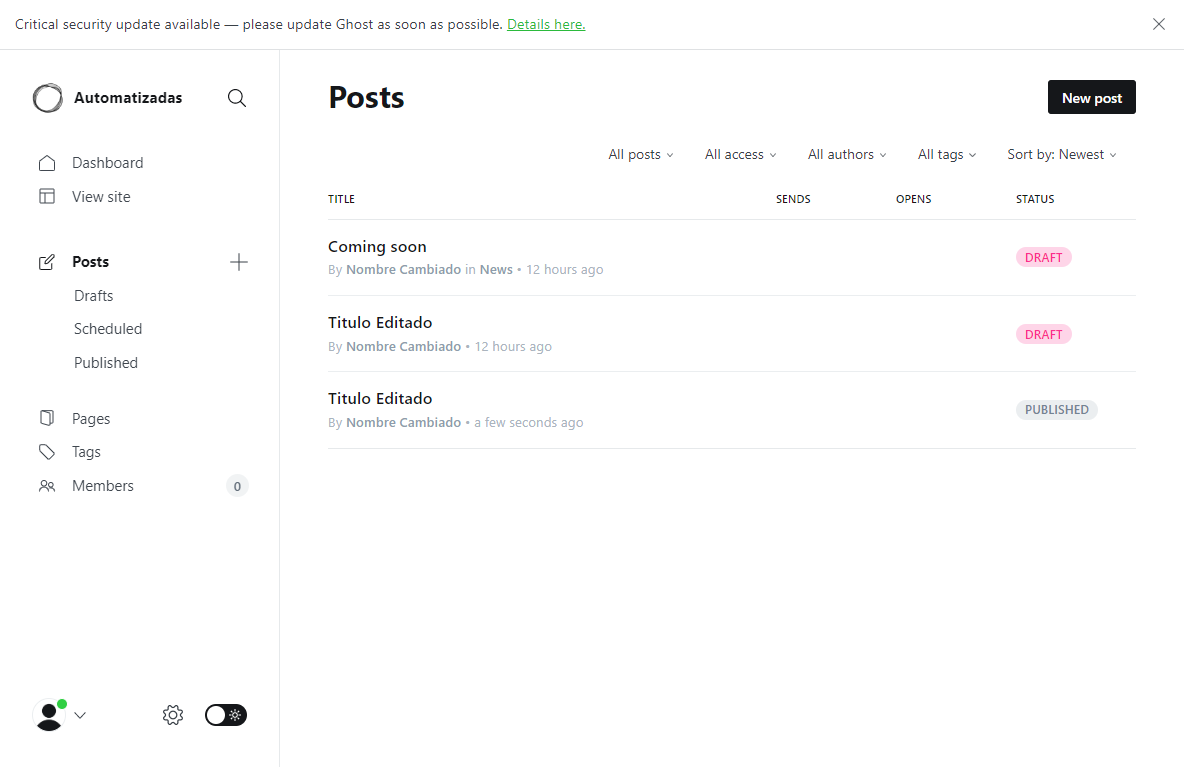 Critical security update available — please update Ghost as soon as possible. Details here.
Automatizadas
Dashboard
View site
Posts
Drafts
Scheduled
Published
Pages
Tags
Members 0
Posts
New post
All posts All access All authors All tags Sort by: Newest
TITLE SENDS OPENS STATUS
Coming soon
By Nombre Cambiado in News • 12 hours ago
DRAFT
Titulo Editado
By Nombre Cambiado • 12 hours ago
DRAFT
Titulo Editado
By Nombre Cambiado • a few seconds ago
PUBLISHED